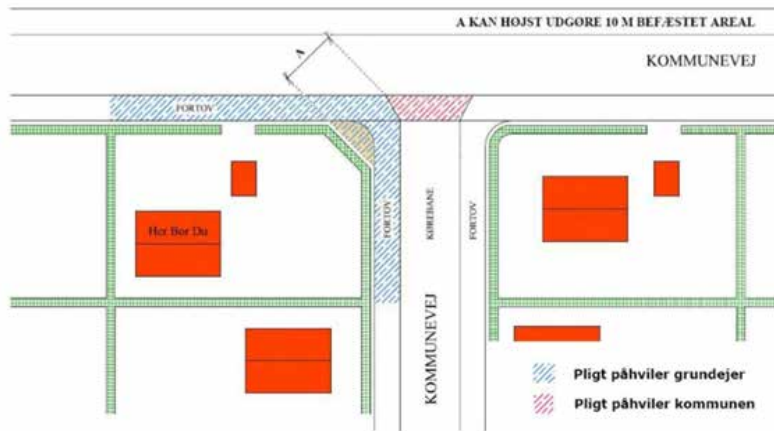 A KAN HØJST UDGØRE 10 M BEFÆSTET AREAL
KOMMUNEVEJ
A
FORTOV
Her Bor Du
FORTOV
KØREBANE
FORTOV
KOMMUNEVEJ
Pligt påhviler grundejer
Pligt påhviler kommunen